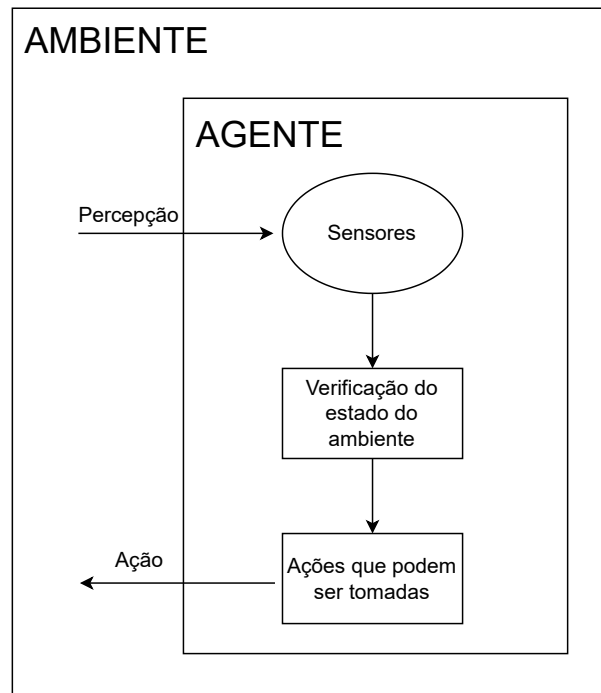 AMBIENTE
AGENTE
Percepção
Sensores
Verificação do
estado do
ambiente
Ação
Ações que podem
ser tomadas